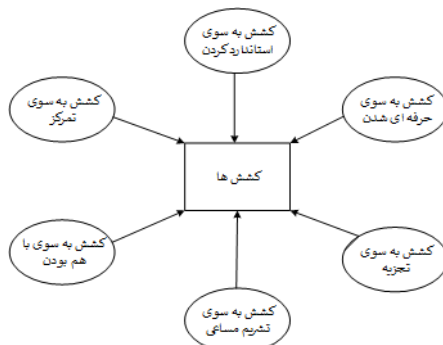 کشش به سوی
استاندارد کردن
کشش به سوی
حرفه ای شدن
کشش به سوی
تمرکز
کشش ها
کشش به سوی
تجزیه
کشش به سوی با
هم بودن
کشش به سوی
تشریم مساعی